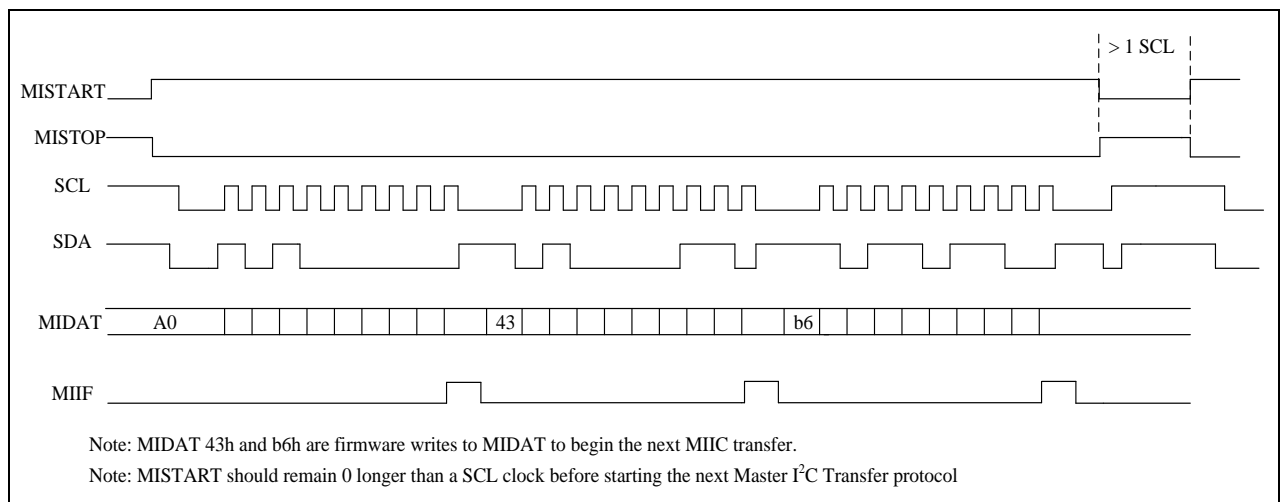 > 1 SCL
MISTART
MISTOP
SCL
SDA
MIDAT A0 43 b6
MIIF
Note: MIDAT 43h and b6h are firmware writes to MIDAT to begin the next MIIC transfer.
Note: MISTART should remain 0 longer than a SCL clock before starting the next Master I²C Transfer protocol